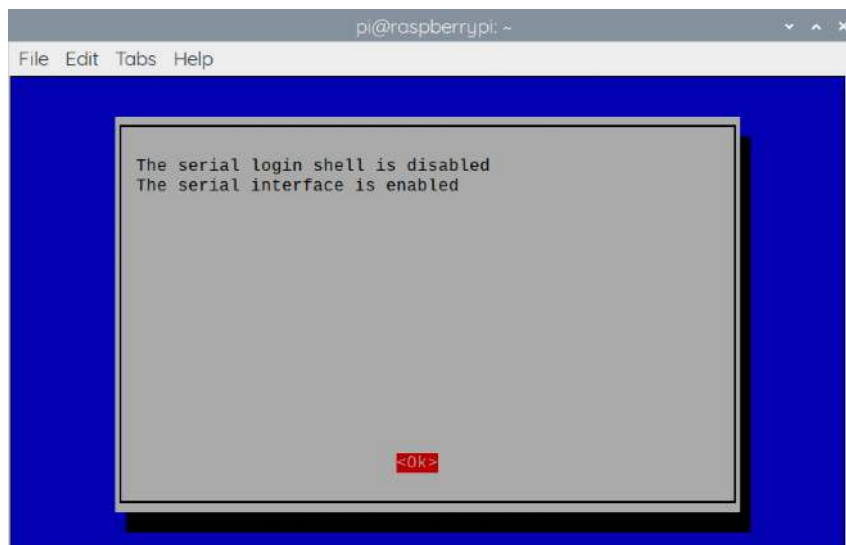 pi@raspberrypi: ~
File Edit Tabs Help
The serial login shell is disabled
The serial interface is enabled
<Ok>